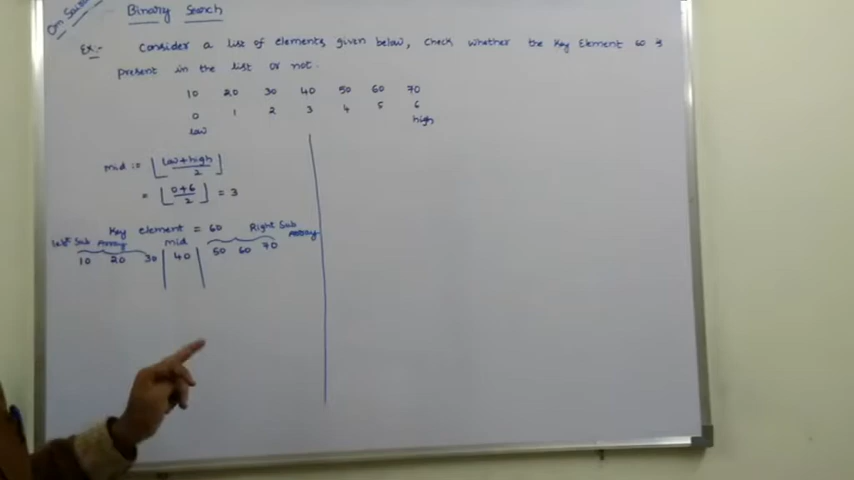 Om Sairam
Binary Search
Ex:- Consider a list of elements, given below, check whether the Key Element 60 is
present in the list or not.
10 20 30 40 50 60 70
0 1 2 3 4 5 6
low high
mid := ⌊low+high/2⌋
= ⌊0+6/2⌋ = 3
Key element = 60
Left Sub Array mid Right Sub Array
10 20 30 | 40 | 50 60 70